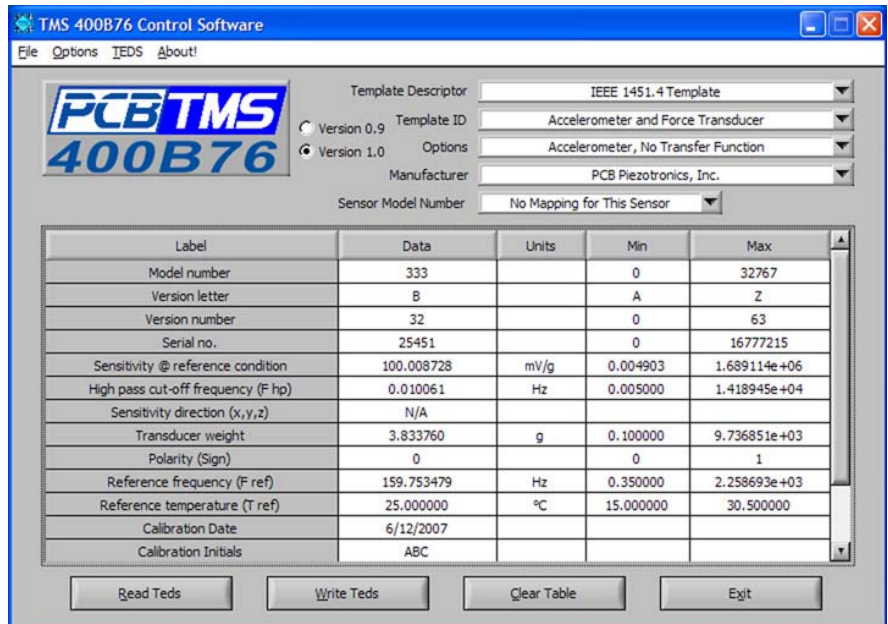 TMS 400B76 Control Software
File Options TEDS About!
PCB TMS
400B76
Version 0.9
Version 1.0
Template Descriptor IEEE 1451.4 Template
Template ID Accelerometer and Force Transducer
Options Accelerometer, No Transfer Function
Manufacturer PCB Piezotronics, Inc.
Sensor Model Number No Mapping for This Sensor
Label Data Units Min Max
Model number 333 0 32767
Version letter B A Z
Version number 32 0 63
Serial no. 25451 0 16777215
Sensitivity @ reference condition 100.008728 mV/g 0.004903 1.689114e+06
High pass cut-off frequency (F hp) 0.010061 Hz 0.005000 1.418945e+04
Sensitivity direction (x,y,z) N/A
Transducer weight 3.833760 g 0.100000 9.736851e+03
Polarity (Sign) 0 0 1
Reference frequency (F ref) 159.753479 Hz 0.350000 2.258693e+03
Reference temperature (T ref) 25.000000 °C 15.000000 30.500000
Calibration Date 6/12/2007
Calibration Initials ABC
Read Teds Write Teds Clear Table Exit